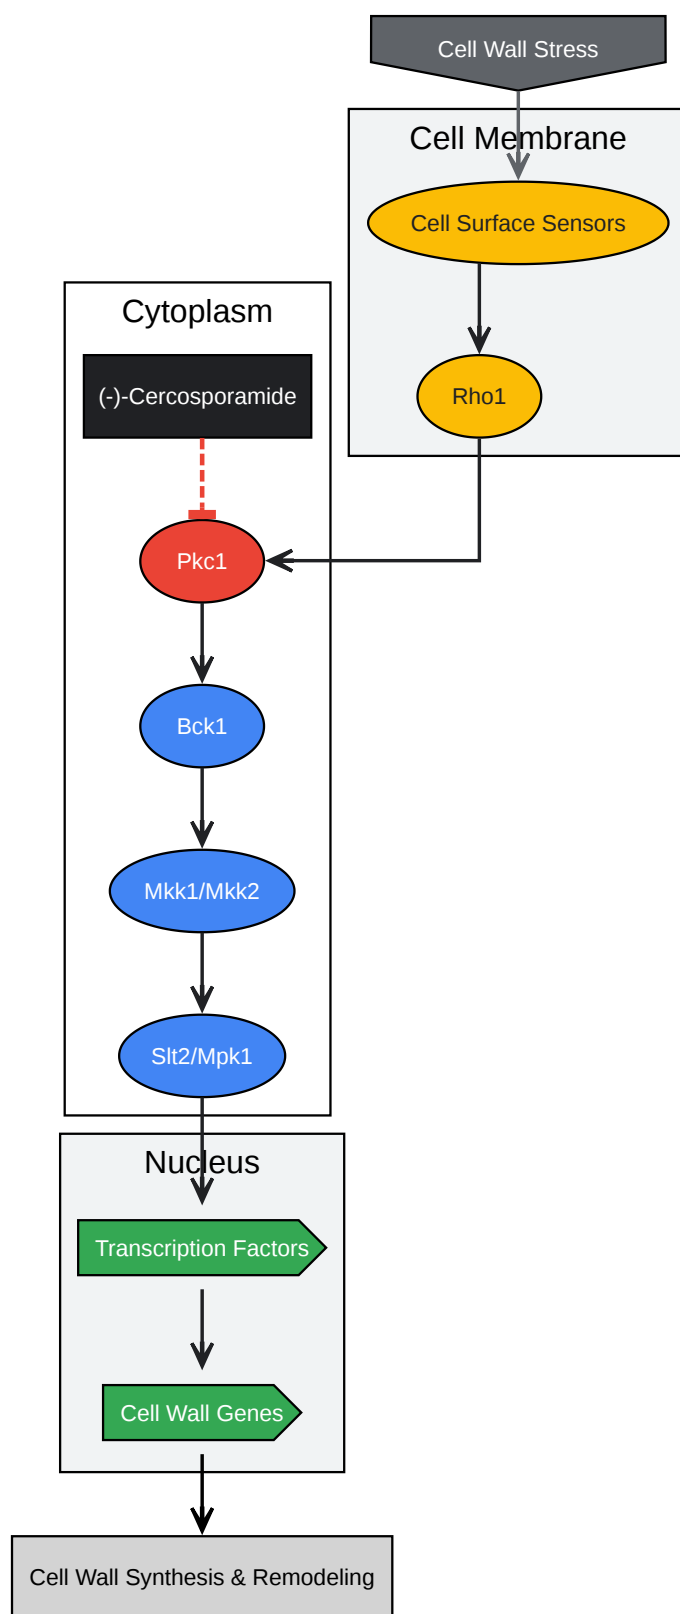 Cell Wall Stress
Cell Membrane
Cell Surface Sensors
Rho1
Cytoplasm
(-)-Cercosporamide
Pkc1
Bck1
Mkk1/Mkk2
Slt2/Mpk1
Nucleus
Transcription Factors
Cell Wall Genes
Cell Wall Synthesis & Remodeling